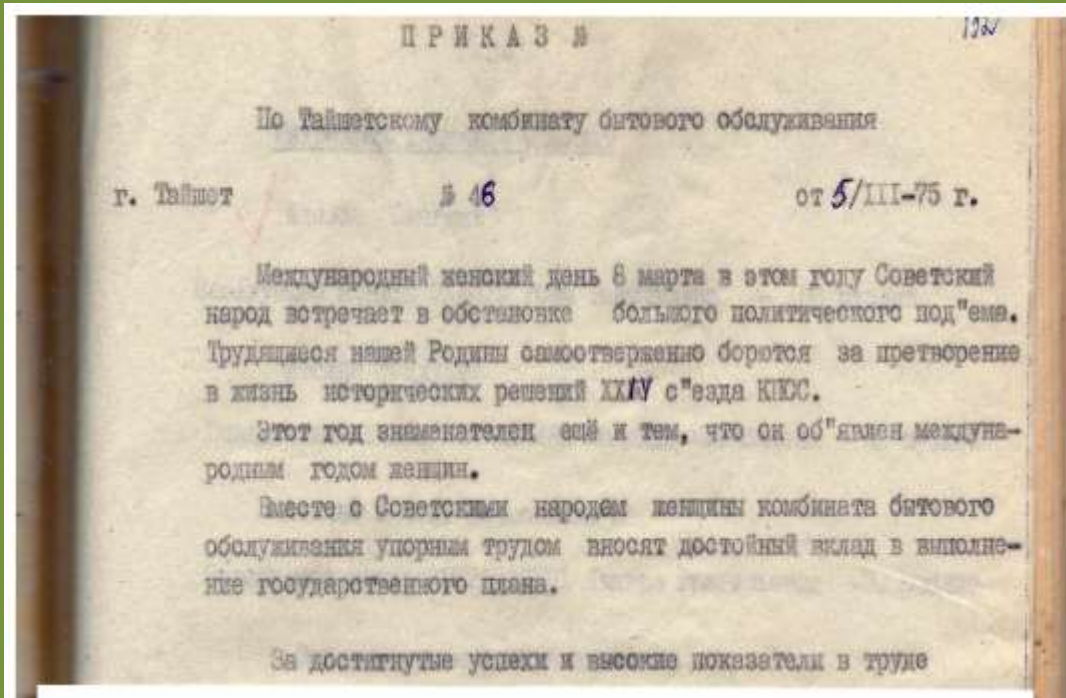 ПРИКАЗ №
По Тайшетскому комбинату бытового обслуживания
г. Тайшет № 46 от 5/III-75 г.
Международный женский день 8 марта в этом году Советский
народ встречает в обстановке большого политического под"ема.
Трудящиеся нашей Родины самоотверженно борются за претворение
в жизнь исторических решений XXIV с"езда КПСС.
Этот год знаменателен ещё и тем, что он об"явлен междуна-
родным годом женщин.
Вместе с Советскими народом женщины комбината бытового
обслуживания упорным трудом вносят достойный вклад в выполне-
ние государственного плана.
За достигнутые успехи и высокие показатели в труде